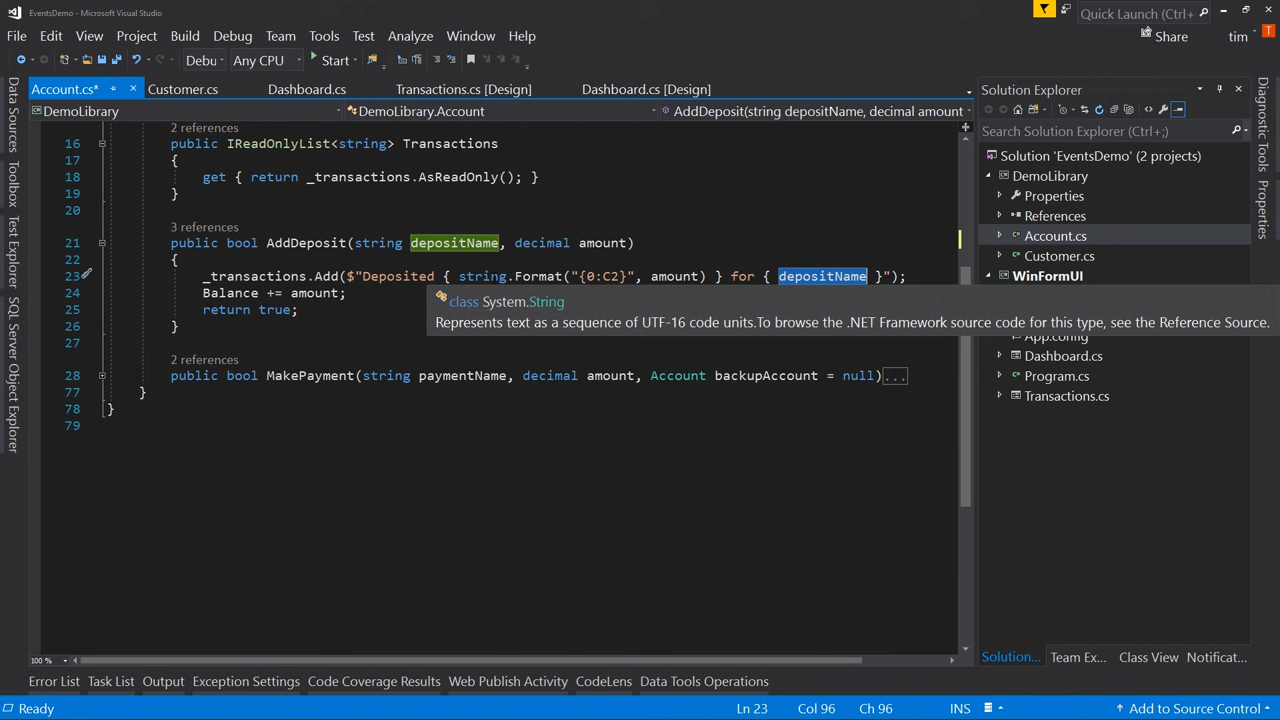 EventsDemo - Microsoft Visual Studio
Quick Launch (Ctrl+
File Edit View Project Build Debug Team Tools Test Analyze Window Help
Share tim T
Debu Any CPU Start
Account.cs* Customer.cs Dashboard.cs Transactions.cs [Design] Dashboard.cs [Design]
DemoLibrary DemoLibrary.Account AddDeposit(string depositName, decimal amount
2 references
16 public IReadOnlyList<string> Transactions
17 {
18 get { return _transactions.AsReadOnly(); }
19 }
20
3 references
21 public bool AddDeposit(string depositName, decimal amount)
22 {
23 _transactions.Add($"Deposited { string.Format("{0:C2}", amount) } for { depositName }");
24 Balance += amount;
25 return true;
26 }
27
class System.String
Represents text as a sequence of UTF-16 code units.To browse the .NET Framework source code for this type, see the Reference Source.
2 references
28 public bool MakePayment(string paymentName, decimal amount, Account backupAccount = null)...
77 }
78 }
79
100 %
Data Sources
Toolbox
Test Explorer
SQL Server Object Explorer
Solution Explorer
Search Solution Explorer (Ctrl+;)
Solution 'EventsDemo' (2 projects)
DemoLibrary
Properties
References
Account.cs
Customer.cs
WinFormUI
App.config
Dashboard.cs
Program.cs
Transactions.cs
Diagnostic Tools
Properties
Solution... Team Ex... Class View Notificat...
Error List Task List Output Exception Settings Code Coverage Results Web Publish Activity CodeLens Data Tools Operations
Ready Ln 23 Col 96 Ch 96 INS Add to Source Control